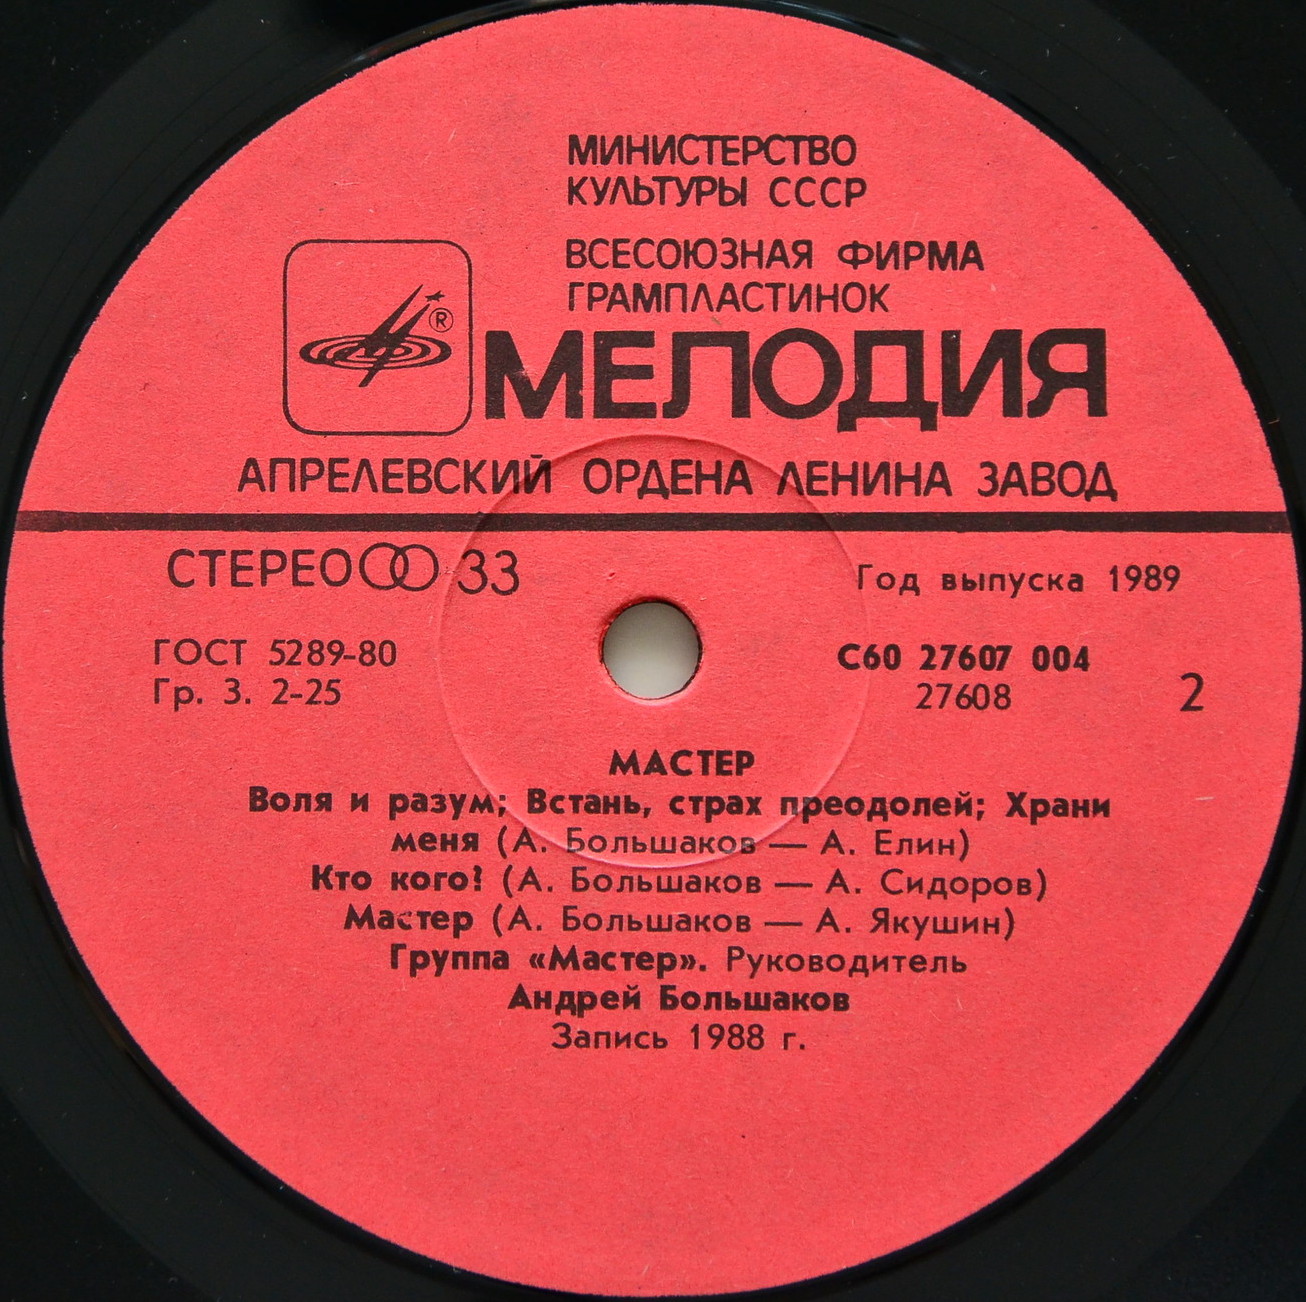 МИНИСТЕРСТВО
КУЛЬТУРЫ СССР
ВСЕСОЮЗНАЯ ФИРМА
ГРАМПЛАСТИНОК
®
МЕЛОДИЯ
АПРЕЛЕВСКИЙ ОРДЕНА ЛЕНИНА ЗАВОД
СТЕРЕО 33
Год выпуска 1989
ГОСТ 5289-80
Гр. 3. 2-25
С60 27607 004
27608
2
МАСТЕР
Воля и разум; Встань, страх преодолей; Храни
меня (А. Большаков — А. Елин)
Кто кого? (А. Большаков — А. Сидоров)
Мастер (А. Большаков — А. Якушин)
Группа «Мастер». Руководитель
Андрей Большаков
Запись 1988 г.